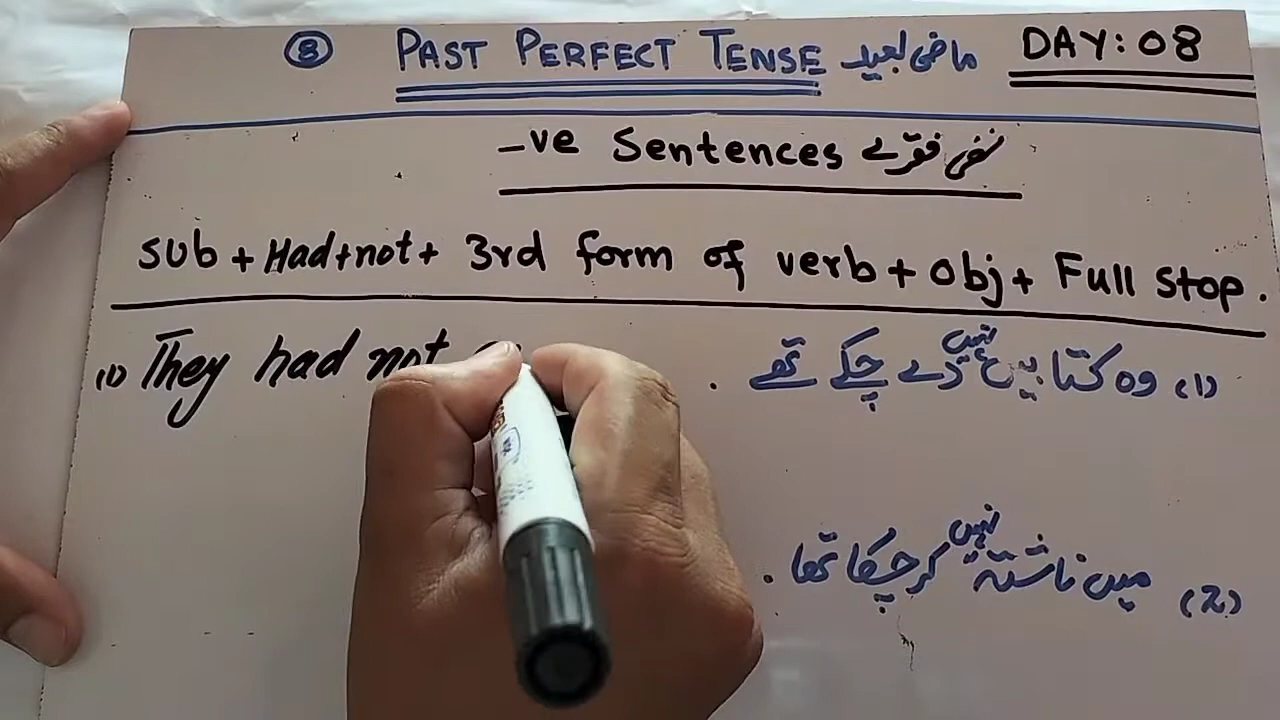 8 PAST PERFECT TENSE ماضی بعید DAY: 08
-ve Sentences نفی فقرے
Sub + Had + not + 3rd form of verb + Obj + Full Stop.
(1) They had not
(1) وہ کتابیں نہیں دے چکے تھے .
(2) میں ناشتہ نہیں کر چکا تھا .